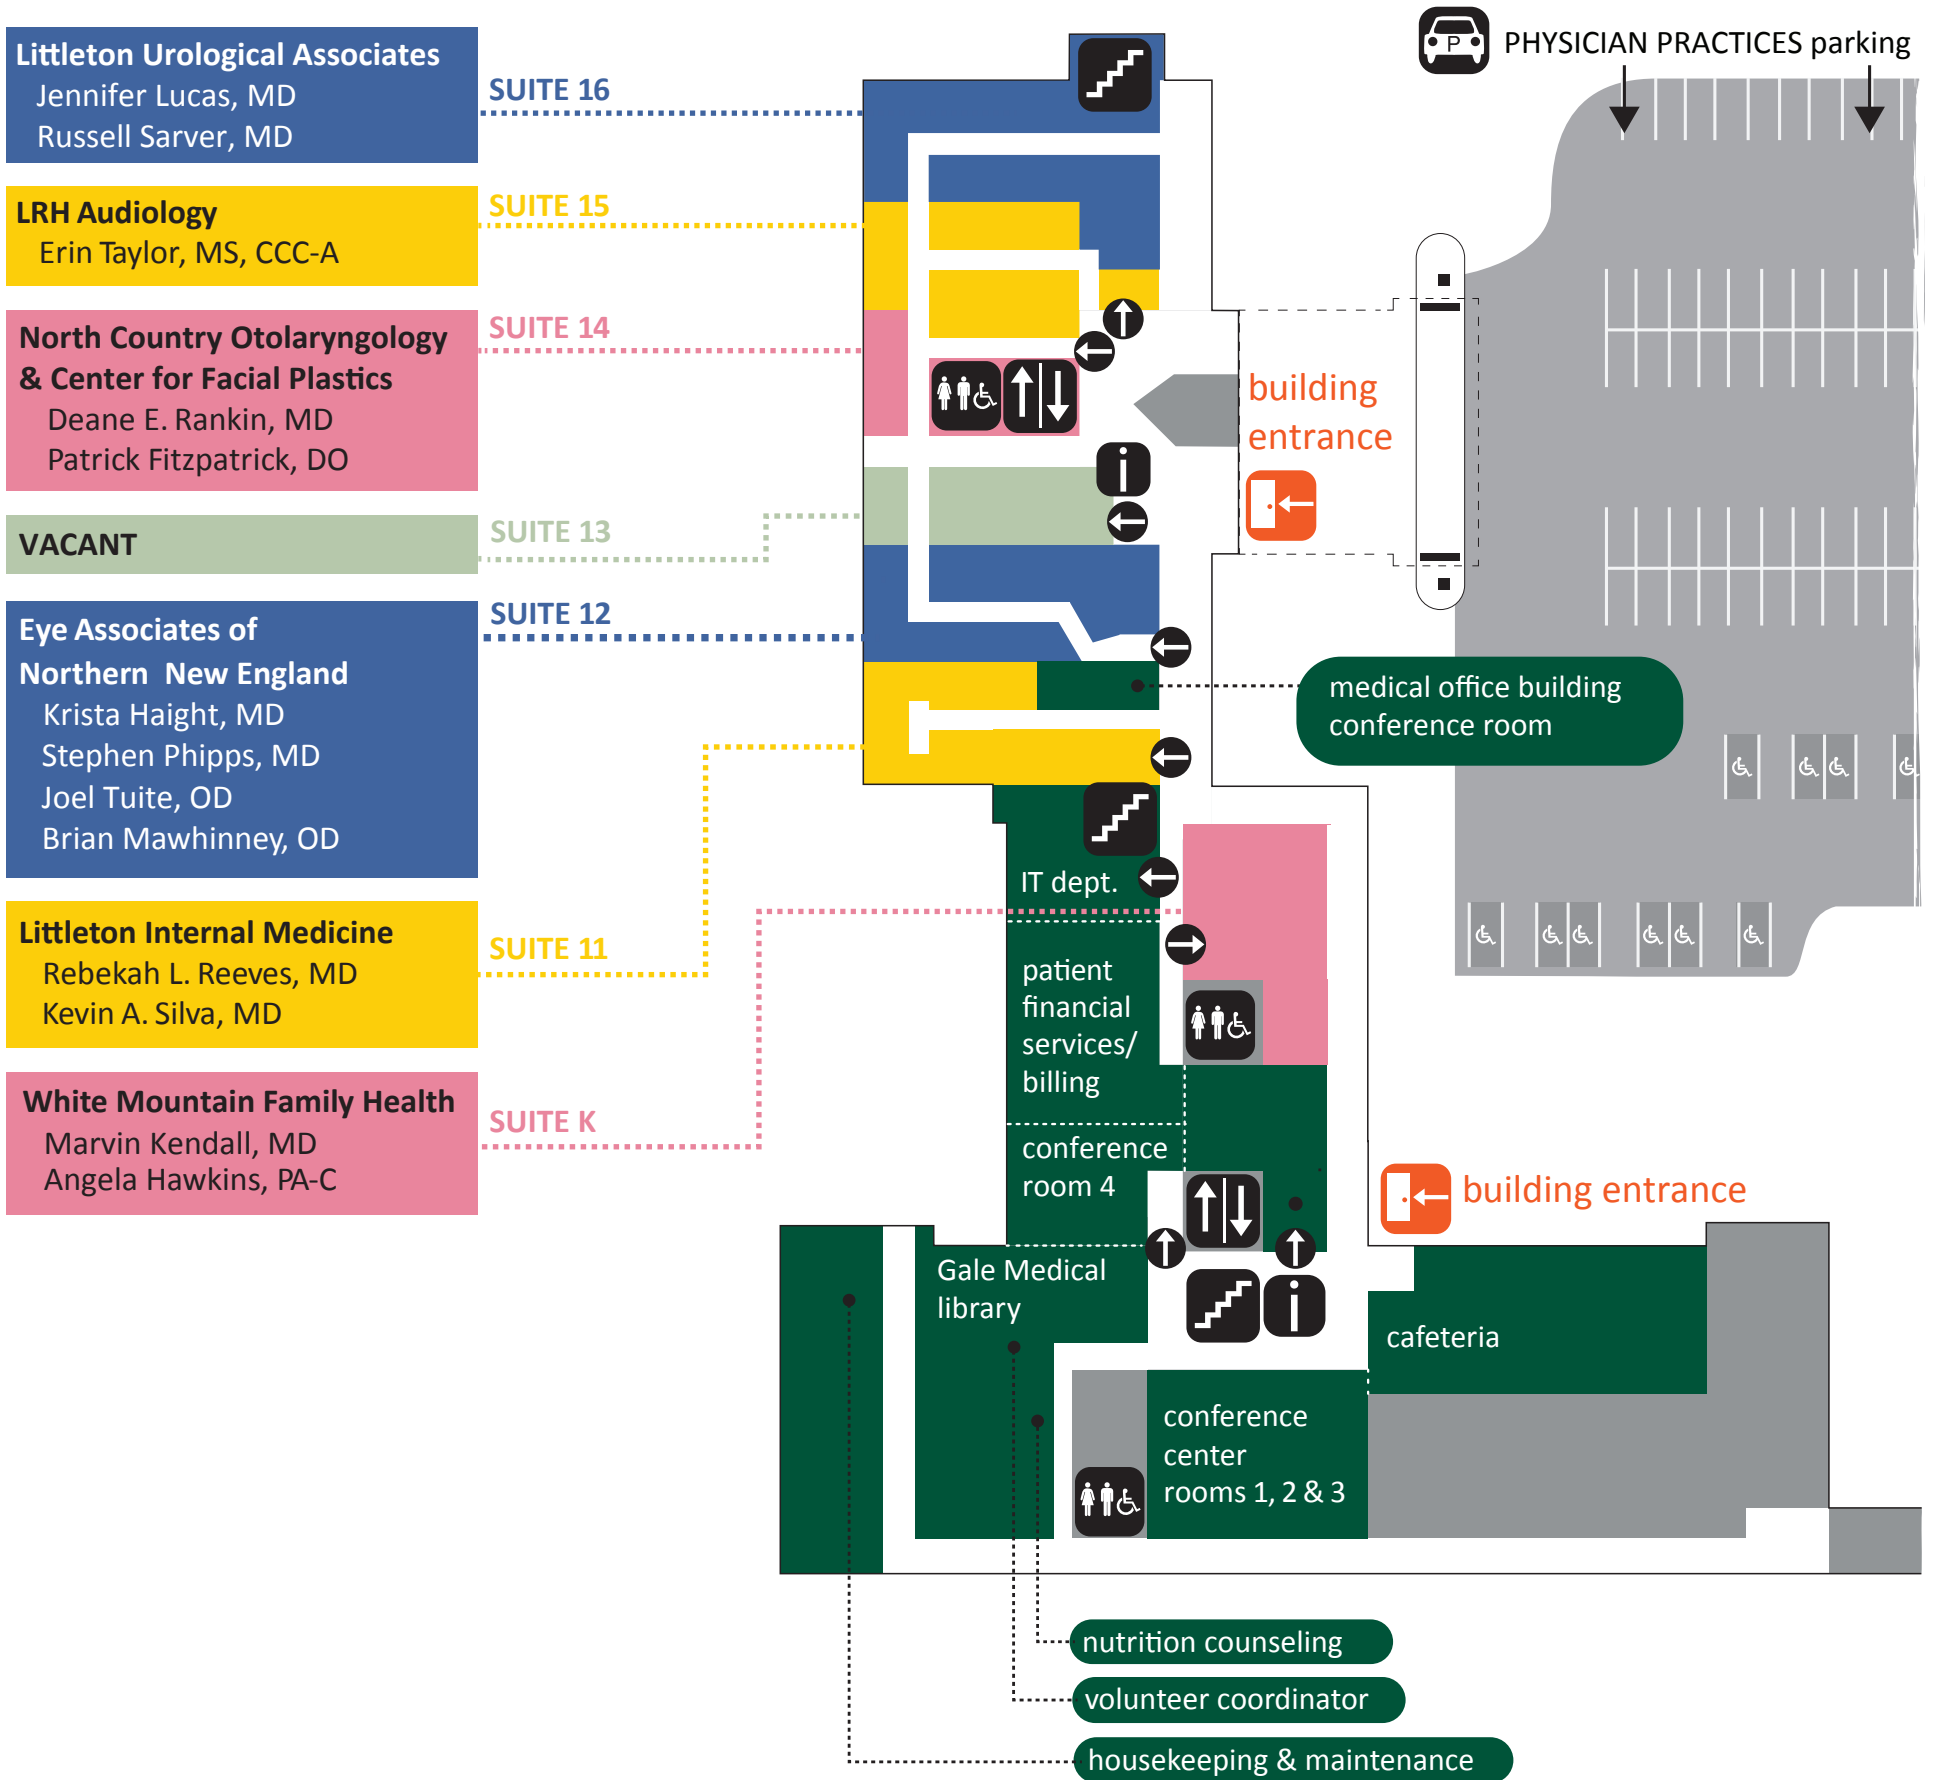 Littleton Urological Associates
Jennifer Lucas, MD
Russell Sarver, MD
SUITE 16
LRH Audiology
Erin Taylor, MS, CCC-A
SUITE 15
North Country Otolaryngology
& Center for Facial Plastics
Deane E. Rankin, MD
Patrick Fitzpatrick, DO
SUITE 14
VACANT
SUITE 13
Eye Associates of
Northern New England
Krista Haight, MD
Stephen Phipps, MD
Joel Tuite, OD
Brian Mawhinney, OD
SUITE 12
Littleton Internal Medicine
Rebekah L. Reeves, MD
Kevin A. Silva, MD
SUITE 11
White Mountain Family Health
Marvin Kendall, MD
Angela Hawkins, PA-C
SUITE K
P
PHYSICIAN PRACTICES parking
building
entrance
medical office building
conference room
IT dept.
patient
financial
services/
billing
conference
room 4
building entrance
Gale Medical
library
cafeteria
conference
center
rooms 1, 2 & 3
nutrition counseling
volunteer coordinator
housekeeping & maintenance